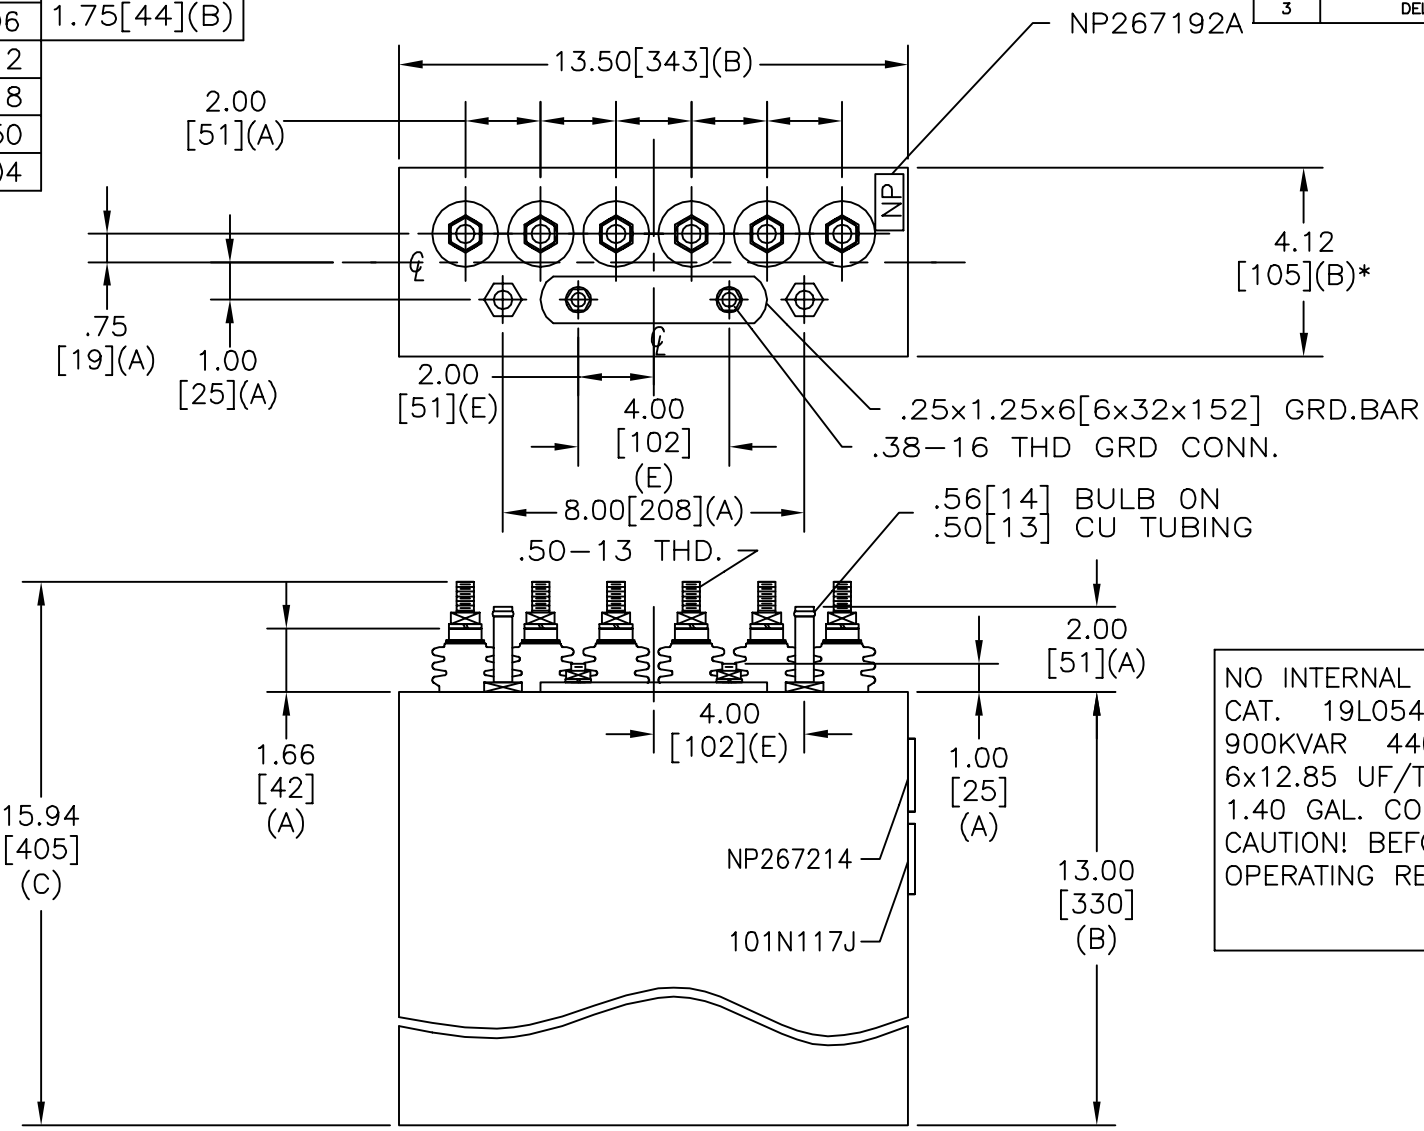 1.75[44](B)
2
8
NP267192A
3
13.50[343](B)
2.00
[51](A)
NP
4.12
[105](B)*
.75
[19](A)
1.00
[25](A)
2.00
[51](E)
4.00
[102]
(E)
.25x1.25x6[6x32x152] GRD.BAR
.38-16 THD GRD CONN.
8.00[208](A)
.56[14] BULB ON
.50[13] CU TUBING
.50-13 THD.
2.00
[51](A)
1.66
[42]
(A)
4.00
[102](E)
1.00
[25]
(A)
15.94
[405]
(C)
NP267214
101N117J
13.00
[330]
(B)
NO INTERNAL
CAT. 19L054
900KVAR 44
6x12.85 UF/
1.40 GAL. CO
CAUTION! BEF
OPERATING RE